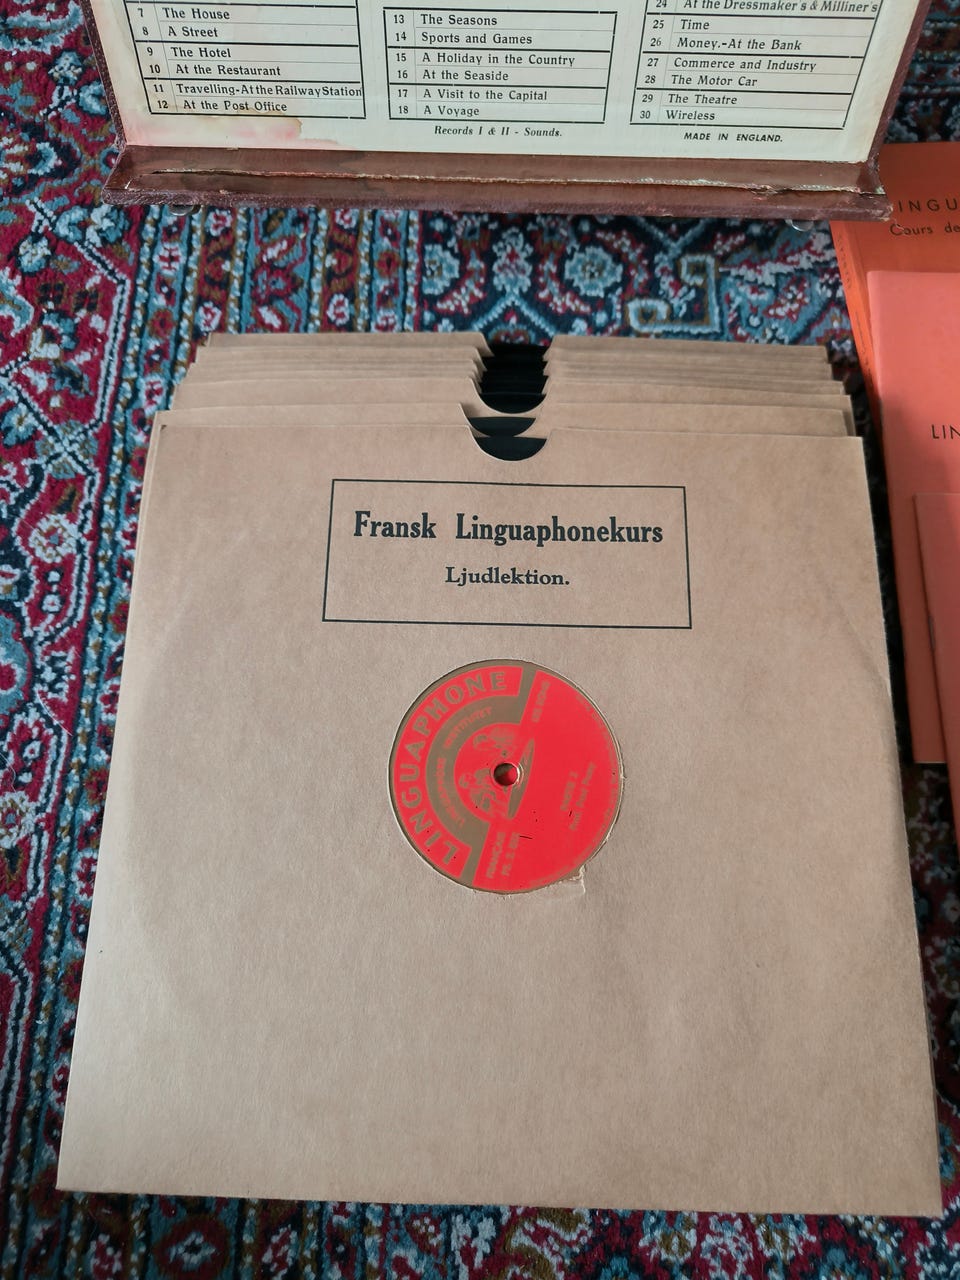 7 The House
8 A Street
9 The Hotel
10 At the Restaurant
11 Travelling-At the Railway Station
12 At the Post Office
13 The Seasons
14 Sports and Games
15 A Holiday in the Country
16 At the Seaside
17 A Visit to the Capital
18 A Voyage
Records I & II - Sounds.
24 At the Dressmaker's & Milliner's
25 Time
26 Money.-At the Bank
27 Commerce and Industry
28 The Motor Car
29 The Theatre
30 Wireless
MADE IN ENGLAND.
Cours de
Fransk Linguaphonekurs
Ljudlektion.
LINGUAPHONE
FRANÇAIS